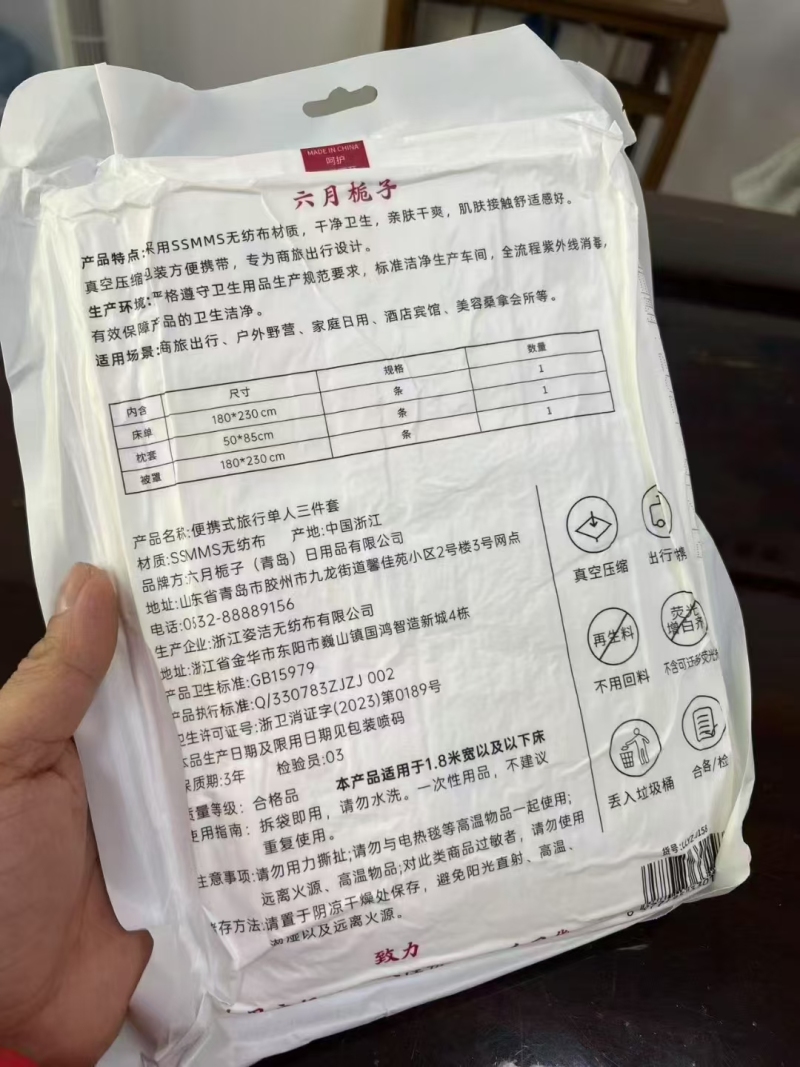 MADE IN CHINA
呵护
六月栀子
产品特点:采用SSMMS无纺布材质，干净卫生，亲肤干爽，肌肤接触舒适感好。
真空压缩包装方便携带，专为商旅出行设计。
生产环境:严格遵守卫生用品生产规范要求，标准洁净生产车间，全流程紫外线消毒，
有效保障产品的卫生洁净。
适用场景:商旅出行、户外野营、家庭日用、酒店宾馆、美容桑拿会所等。
内含 尺寸 规格 数量
床单 180*230cm 条 1
枕套 50*85cm 条 1
被罩 180*230cm 条 1
产品名称:便携式旅行单人三件套
材质:SSMMS无纺布 产地:中国浙江
品牌方:六月栀子（青岛）日用品有限公司
地址:山东省青岛市胶州市九龙街道馨佳苑小区2号楼3号网点
电话:0532-88889156
生产企业:浙江姿洁无纺布有限公司
地址:浙江省金华市东阳市巍山镇国鸿智造新城4栋
产品卫生标准:GB15979
产品执行标准:Q/330783ZJZJ 002
卫生许可证号:浙卫消证字(2023)第0189号
本品生产日期及限用日期见包装喷码
保质期:3年 检验员:03
质量等级：合格品 本产品适用于1.8米宽以及以下床
使用指南：拆袋即用，请勿水洗。一次性用品，不建议
重复使用。
注意事项:请勿用力撕扯;请勿与电热毯等高温物品一起使用;
远离火源、高温物品;对此类商品过敏者，请勿使用
储存方法:请置于阴凉干燥处保存，避免阳光直射、高温、
潮湿以及远离火源。
真空压缩
出行携
再生料
不用回料
荧光
增白剂
不含可迁移荧光
丢入垃圾桶
合各/检
货号:
致力